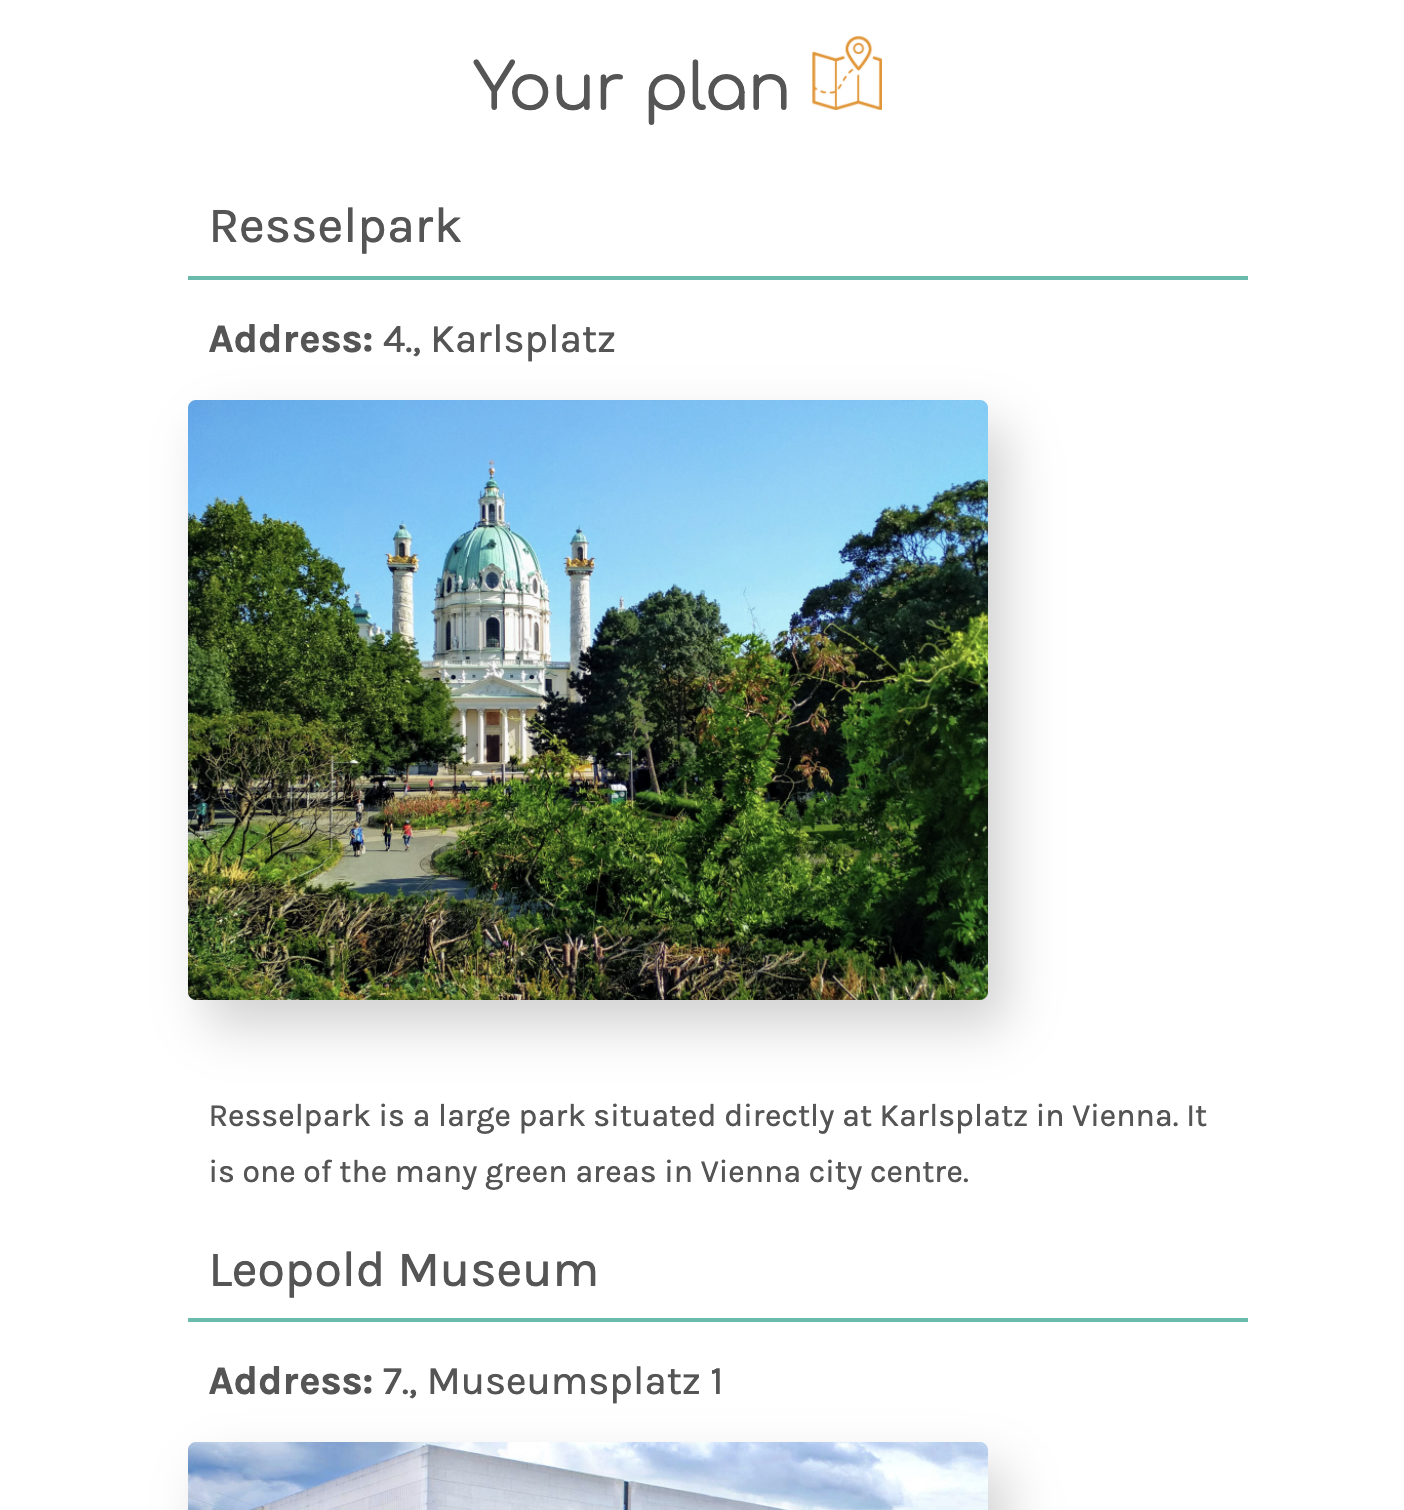 Your plan
Resselpark
Address: 4., Karlsplatz
Resselpark is a large park situated directly at Karlsplatz in Vienna. It
is one of the many green areas in Vienna city centre.
Leopold Museum
Address: 7., Museumsplatz 1